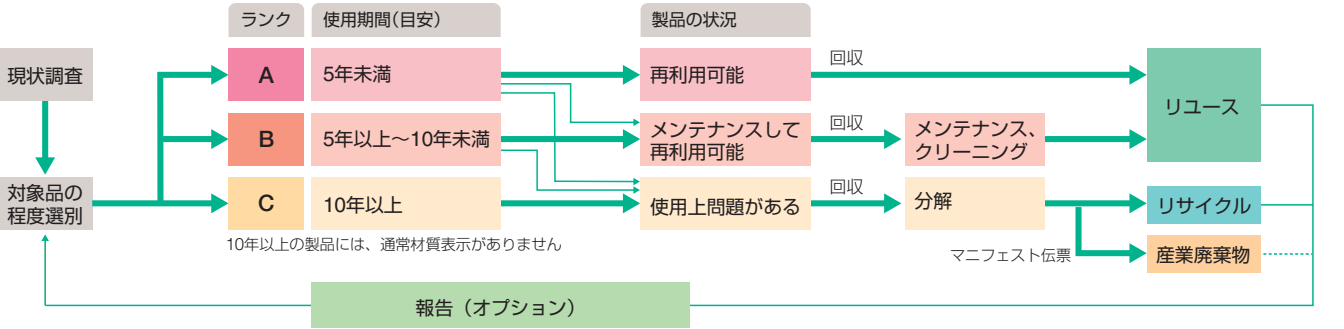 ランク
使用期間(目安)
製品の状況
現状調査
A
5年未満
再利用可能
回収
リユース
B
5年以上~10年未満
メンテナンスして
再利用可能
回収
メンテナンス、
クリーニング
対象品の
程度選別
C
10年以上
使用上問題がある
回収
分解
リサイクル
10年以上の製品には、通常材質表示がありません
マニフェスト伝票
産業廃棄物
報告(オプション)